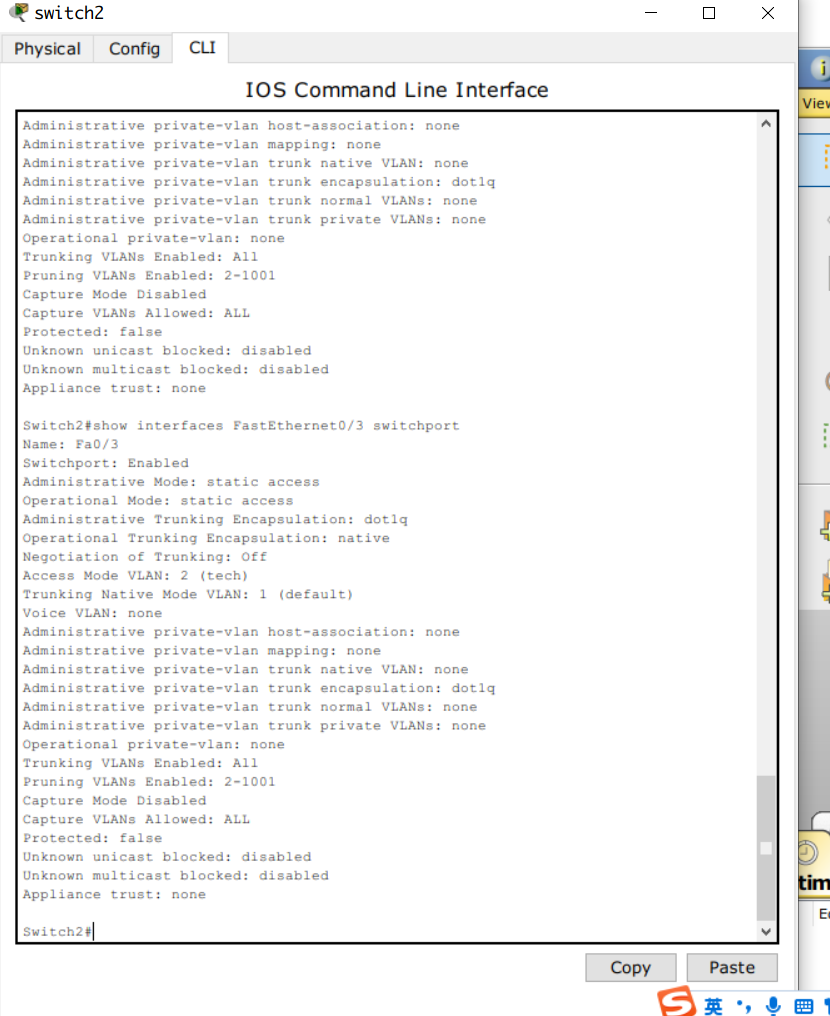 switch2
Physical Config CLI
IOS Command Line Interface
Administrative private-vlan host-association: none
Administrative private-vlan mapping: none
Administrative private-vlan trunk native VLAN: none
Administrative private-vlan trunk encapsulation: dot1q
Administrative private-vlan trunk normal VLANs: none
Administrative private-vlan trunk private VLANs: none
Operational private-vlan: none
Trunking VLANs Enabled: All
Pruning VLANs Enabled: 2-1001
Capture Mode Disabled
Capture VLANs Allowed: ALL
Protected: false
Unknown unicast blocked: disabled
Unknown multicast blocked: disabled
Appliance trust: none
Switch2#show interfaces FastEthernet0/3 switchport
Name: Fa0/3
Switchport: Enabled
Administrative Mode: static access
Operational Mode: static access
Administrative Trunking Encapsulation: dot1q
Operational Trunking Encapsulation: native
Negotiation of Trunking: Off
Access Mode VLAN: 2 (tech)
Trunking Native Mode VLAN: 1 (default)
Voice VLAN: none
Administrative private-vlan host-association: none
Administrative private-vlan mapping: none
Administrative private-vlan trunk native VLAN: none
Administrative private-vlan trunk encapsulation: dot1q
Administrative private-vlan trunk normal VLANs: none
Administrative private-vlan trunk private VLANs: none
Operational private-vlan: none
Trunking VLANs Enabled: All
Pruning VLANs Enabled: 2-1001
Capture Mode Disabled
Capture VLANs Allowed: ALL
Protected: false
Unknown unicast blocked: disabled
Unknown multicast blocked: disabled
Appliance trust: none
Switch2#
Copy Paste
英